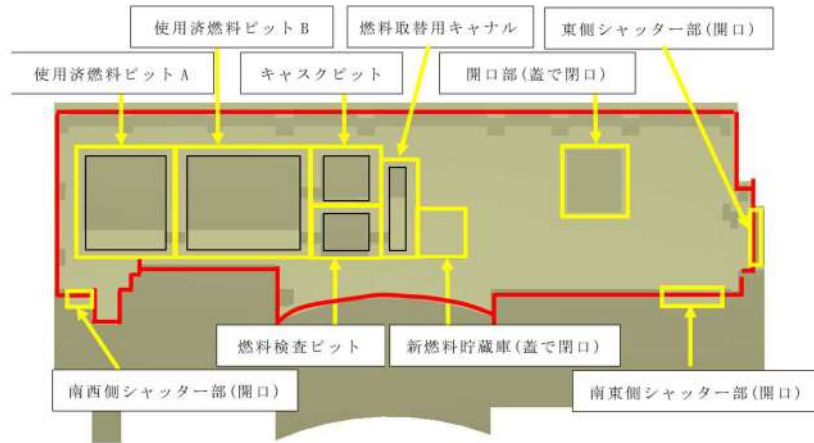 使用済燃料ピットB
燃料取替用キャナル
東側シャッター部(開口)
使用済燃料ピットA
キャスクピット
開口部(蓋で閉口)
燃料検査ピット
新燃料貯蔵庫(蓋で閉口)
南西側シャッター部(開口)
南東側シャッター部(開口)